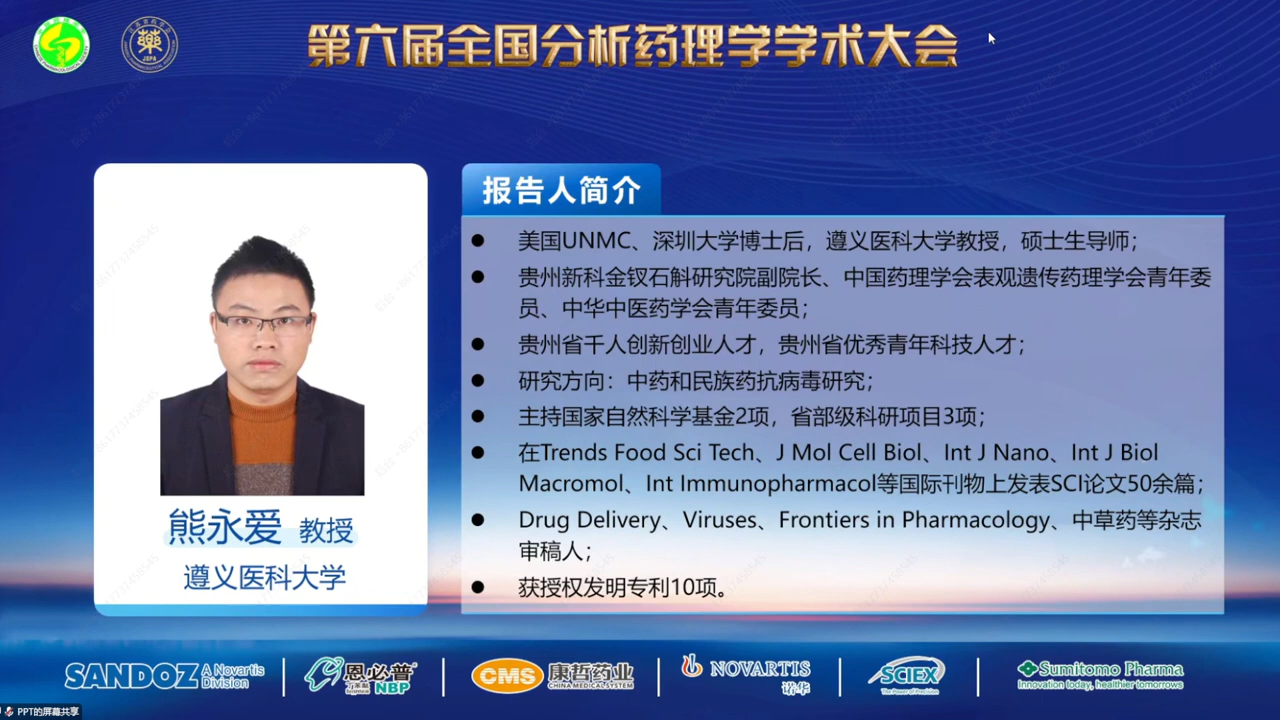 第六届全国分析药理学学术大会
藥
JSPA
报告人简介
● 美国UNMC、深圳大学博士后，遵义医科大学教授，硕士生导师；
● 贵州新科金钗石斛研究院副院长、中国药理学会表观遗传药理学会青年委
员、中华中医药学会青年委员；
● 贵州省千人创新创业人才，贵州省优秀青年科技人才；
● 研究方向：中药和民族药抗病毒研究；
● 主持国家自然科学基金2项，省部级科研项目3项；
● 在Trends Food Sci Tech、J Mol Cell Biol、Int J Nano、Int J Biol
Macromol、Int Immunopharmacol等国际刊物上发表SCI论文50余篇；
● Drug Delivery、Viruses、Frontiers in Pharmacology、中草药等杂志
审稿人；
● 获授权发明专利10项。
熊永爱 教授
遵义医科大学
SANDOZ A Novartis
Division
恩必普
NBP
CMS 康哲药业
CHINA MEDICAL SYSTEM
NOVARTIS
诺华
SCIEX
The Power of Precision
Sumitomo Pharma
Innovation today, healthier tomorrows
PPT的屏幕共享